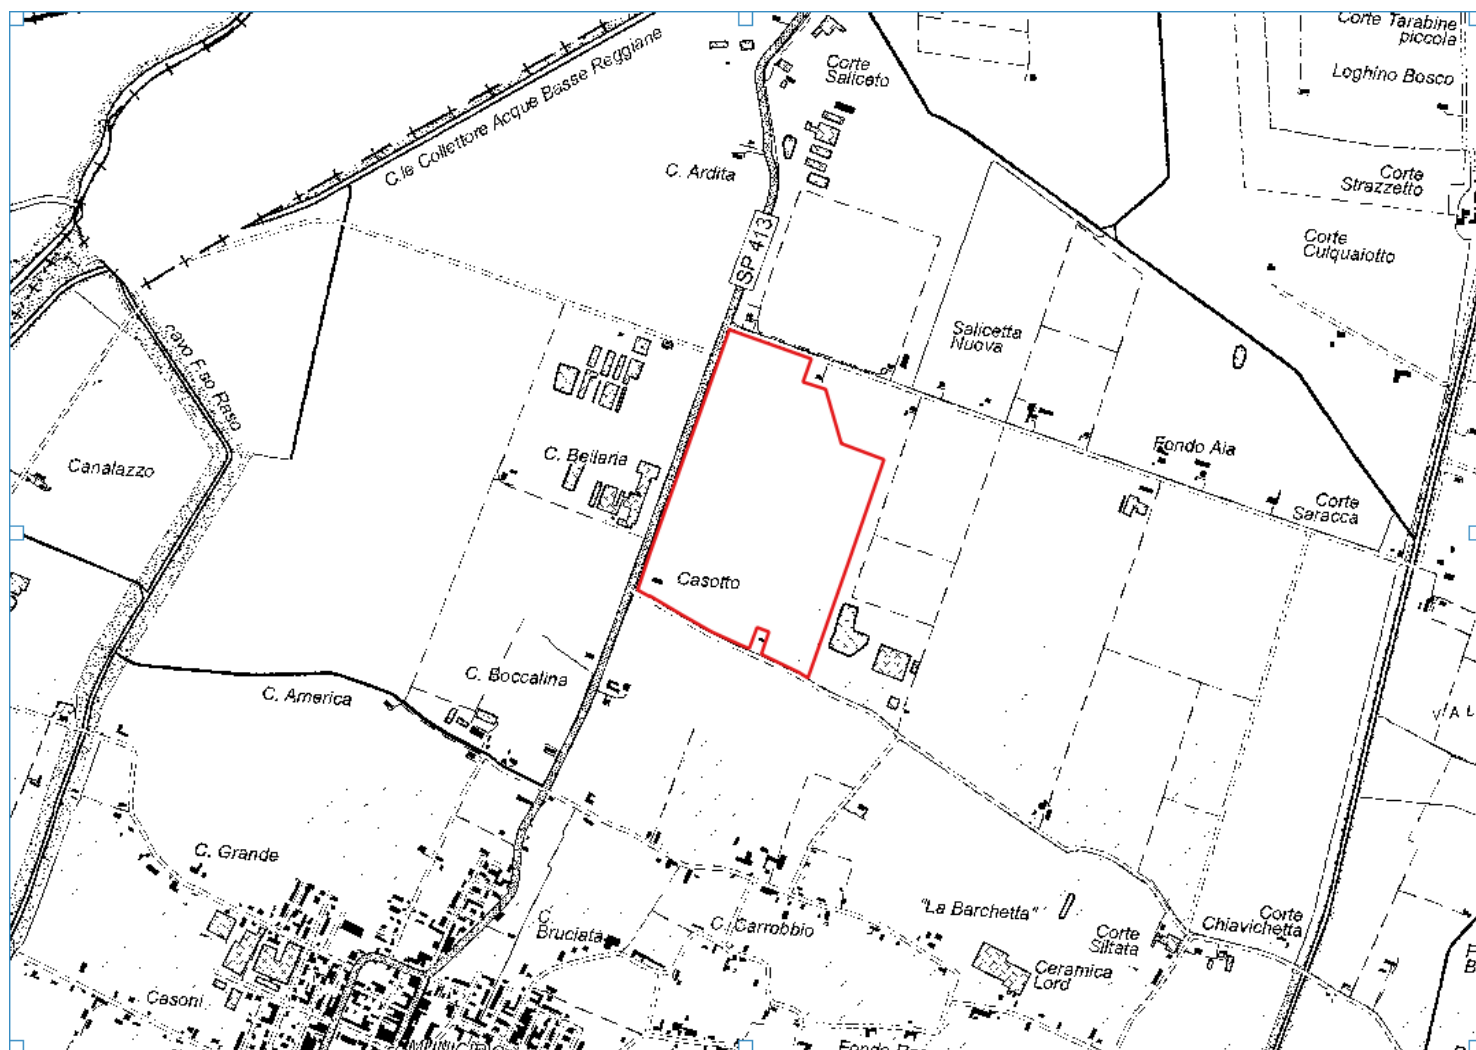 Corte Tarabine
piccola
Loghino Bosco
Corte
Saliceto
C.le Collettore Acque Basse Reggiane
C. Ardita
Corte
Strazzetto
SP 413
Corte
Culquaiotto
cavo F.so Raso
Salicetta
Nuova
Canalazzo
C. Bellaria
Fondo Aia
Corte
Saracca
Casotto
C. Boccalina
C. America
V A L
C. Grande
"La Barchetta"
C.
Bruciata
C. Carrobbio
Corte
Siltata
Corte
Chiavichetta
Ceramica
Lord
Casoni
Fondo